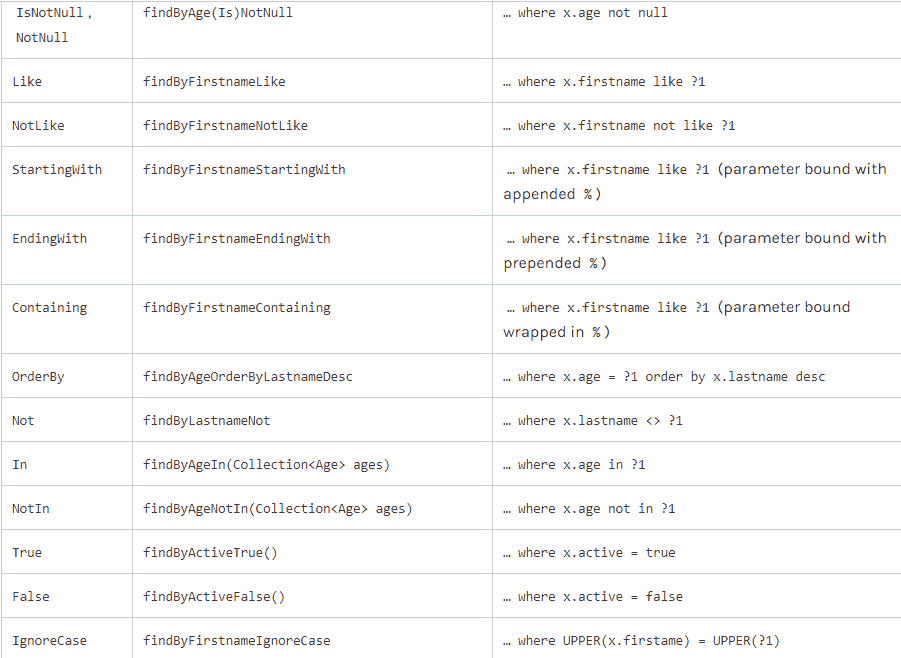 IsNotNull, findByAge(Is)NotNull … where x.age not null
NotNull
Like findByFirstnameLike … where x.firstname like ?1
NotLike findByFirstnameNotLike … where x.firstname not like ?1
StartingWith findByFirstnameStartingWith … where x.firstname like ?1 (parameter bound with
appended %)
EndingWith findByFirstnameEndingWith … where x.firstname like ?1 (parameter bound with
prepended %)
Containing findByFirstnameContaining … where x.firstname like ?1 (parameter bound
wrapped in %)
OrderBy findByAgeOrderByLastnameDesc … where x.age = ?1 order by x.lastname desc
Not findByLastnameNot … where x.lastname <> ?1
In findByAgeIn(Collection<Age> ages) … where x.age in ?1
NotIn findByAgeNotIn(Collection<Age> ages) … where x.age not in ?1
True findByActiveTrue() … where x.active = true
False findByActiveFalse() … where x.active = false
IgnoreCase findByFirstnameIgnoreCase … where UPPER(x.firstame) = UPPER(?1)